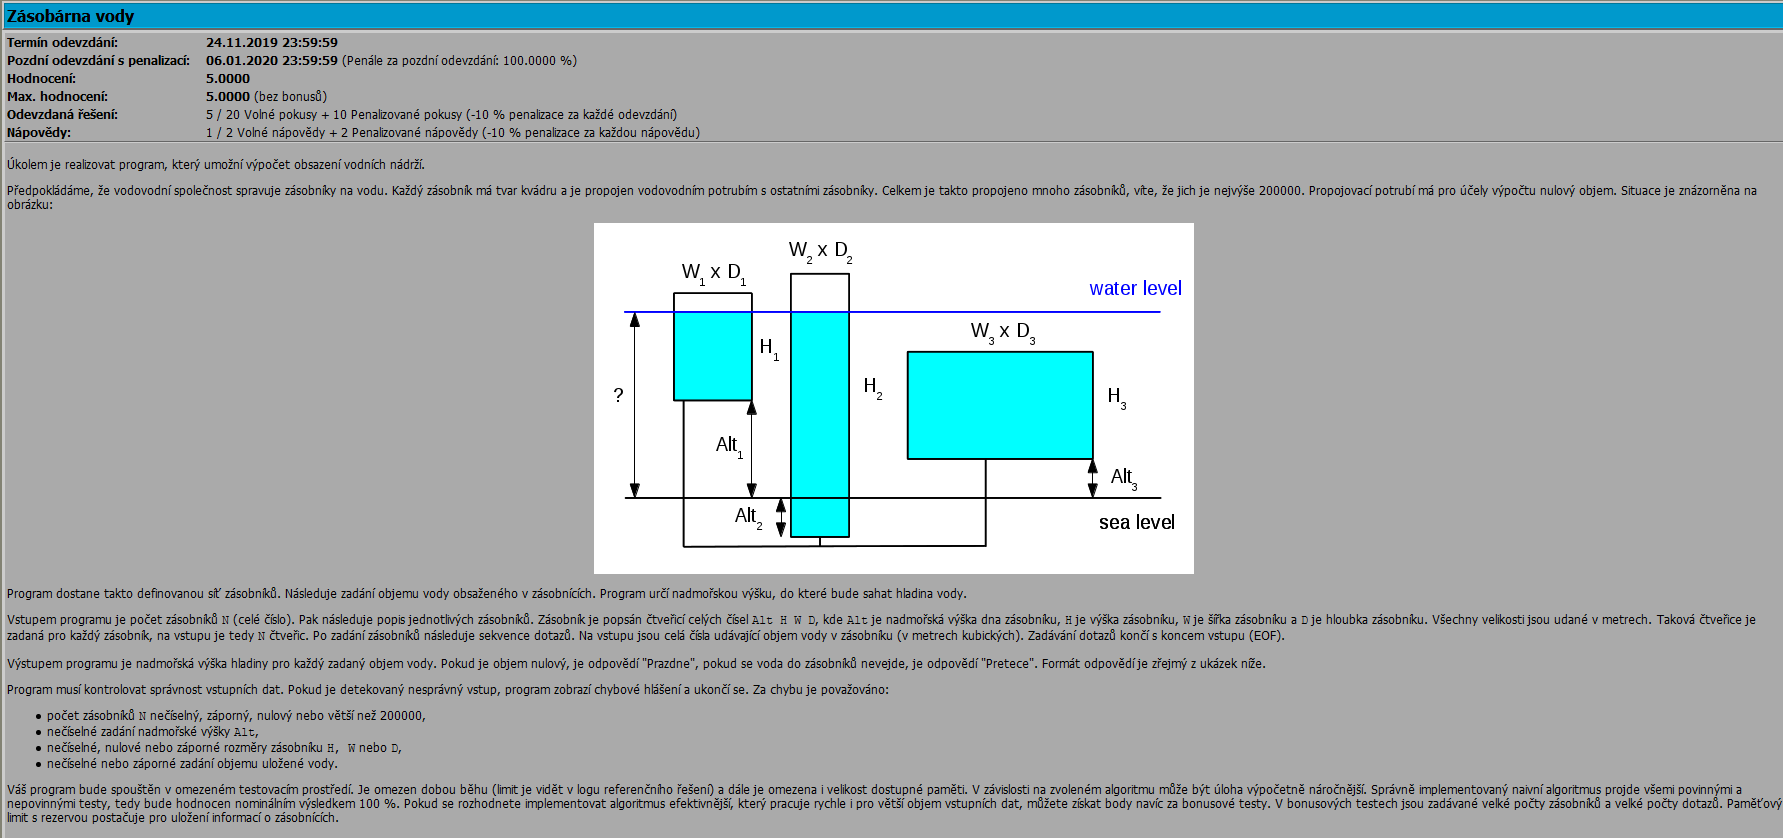 Zásobárna vody
Termín odevzdání: 24.11.2019 23:59:59
Pozdní odevzdání s penalizací: 06.01.2020 23:59:59 (Penále za pozdní odevzdání: 100.0000 %)
Hodnocení: 5.0000
Max. hodnocení: 5.0000 (bez bonusů)
Odevzdaná řešení: 5 / 20 Volné pokusy + 10 Penalizované pokusy (-10 % penalizace za každé odevzdání)
Nápovědy: 1 / 2 Volné nápovědy + 2 Penalizované nápovědy (-10 % penalizace za každou nápovědu)
Úkolem je realizovat program, který umožní výpočet obsazení vodních nádrží.
Předpokládáme, že vodovodní společnost spravuje zásobníky na vodu. Každý zásobník má tvar kvádru a je propojen vodovodním potrubím s ostatními zásobníky. Celkem je takto propojeno mnoho zásobníků, víte, že jich je nejvýše 200000. Propojovací potrubí má pro účely výpočtu nulový objem. Situace je znázorněna na
obrázku:
W2 x D2
W1 x D1
water level
W3 x D3
H1
H2
?
H3
Alt1
Alt3
Alt2
sea level
Program dostane takto definovanou síť zásobníků. Následuje zadání objemu vody obsaženého v zásobnících. Program určí nadmořskou výšku, do které bude sahat hladina vody.
Vstupem programu je počet zásobníků N (celé číslo). Pak následuje popis jednotlivých zásobníků. Zásobník je popsán čtveřicí celých čísel Alt H W D, kde Alt je nadmořská výška dna zásobníku, H je výška zásobníku, W je šířka zásobníku a D je hloubka zásobníku. Všechny velikosti jsou udané v metrech. Taková čtveřice je
zadaná pro každý zásobník, na vstupu je tedy N čtveřic. Po zadání zásobníků následuje sekvence dotazů. Na vstupu jsou celá čísla udávající objem vody v zásobníku (v metrech kubických). Zadávání dotazů končí s koncem vstupu (EOF).
Výstupem programu je nadmořská výška hladiny pro každý zadaný objem vody. Pokud je objem nulový, je odpovědí "Prazdne", pokud se voda do zásobníků nevejde, je odpovědí "Pretece". Formát odpovědí je zřejmý z ukázek níže.
Program musí kontrolovat správnost vstupních dat. Pokud je detekovaný nesprávný vstup, program zobrazí chybové hlášení a ukončí se. Za chybu je považováno:
• počet zásobníků N nečíselný, záporný, nulový nebo větší než 200000,
• nečíselné zadání nadmořské výšky Alt,
• nečíselné, nulové nebo záporné rozměry zásobníku H, W nebo D,
• nečíselné nebo záporné zadání objemu uložené vody.
Váš program bude spouštěn v omezeném testovacím prostředí. Je omezen dobou běhu (limit je vidět v logu referenčního řešení) a dále je omezena i velikost dostupné paměti. V závislosti na zvoleném algoritmu může být úloha výpočetně náročnější. Správně implementovaný naivní algoritmus projde všemi povinnými a
nepovinnými testy, tedy bude hodnocen nominálním výsledkem 100 %. Pokud se rozhodnete implementovat algoritmus efektivnější, který pracuje rychle i pro větší objem vstupních dat, můžete získat body navíc za bonusové testy. V bonusových testech jsou zadávané velké počty zásobníků a velké počty dotazů. Paměťový
limit s rezervou postačuje pro uložení informací o zásobnících.